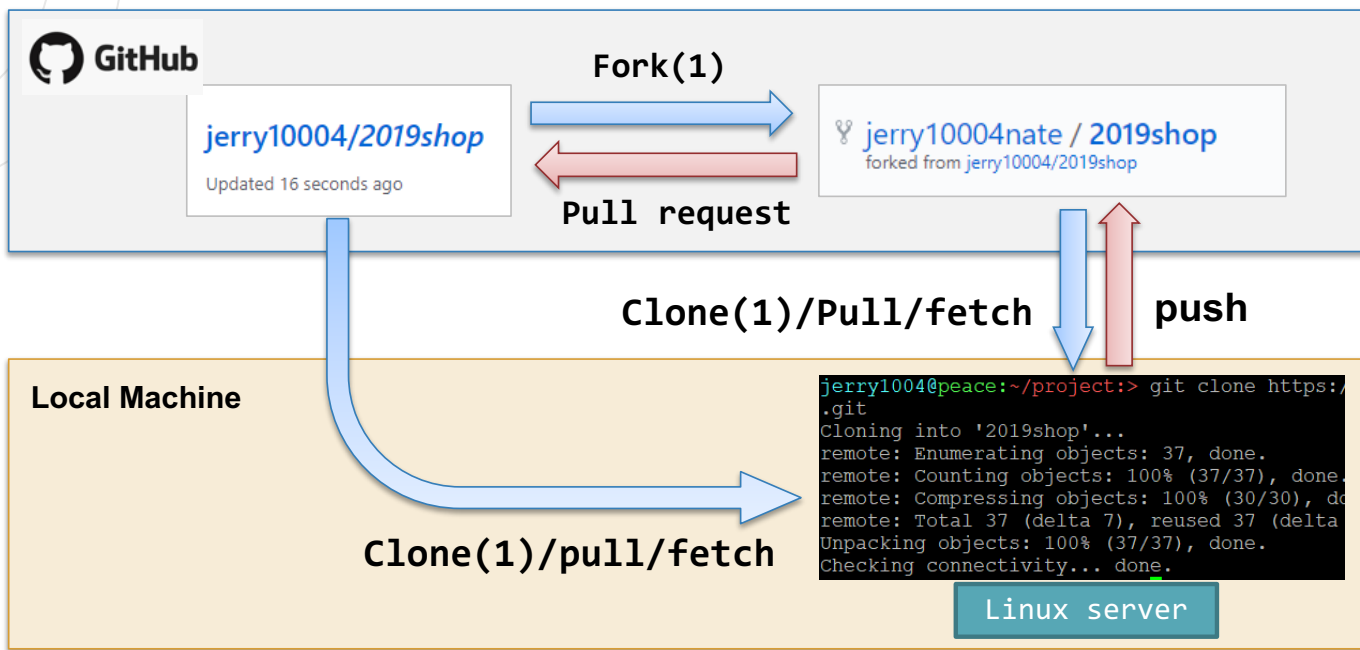 GitHub
Fork(1)
jerry10004/2019shop
Updated 16 seconds ago
jerry10004nate / 2019shop
forked from jerry10004/2019shop
Pull request
Clone(1)/Pull/fetch
push
Local Machine
jerry1004@peace:~/project:> git clone https:/
.git
Cloning into '2019shop'...
remote: Enumerating objects: 37, done.
remote: Counting objects: 100% (37/37), done.
remote: Compressing objects: 100% (30/30), do
remote: Total 37 (delta 7), reused 37 (delta
Unpacking objects: 100% (37/37), done.
Checking connectivity... done.
Clone(1)/pull/fetch
Linux server